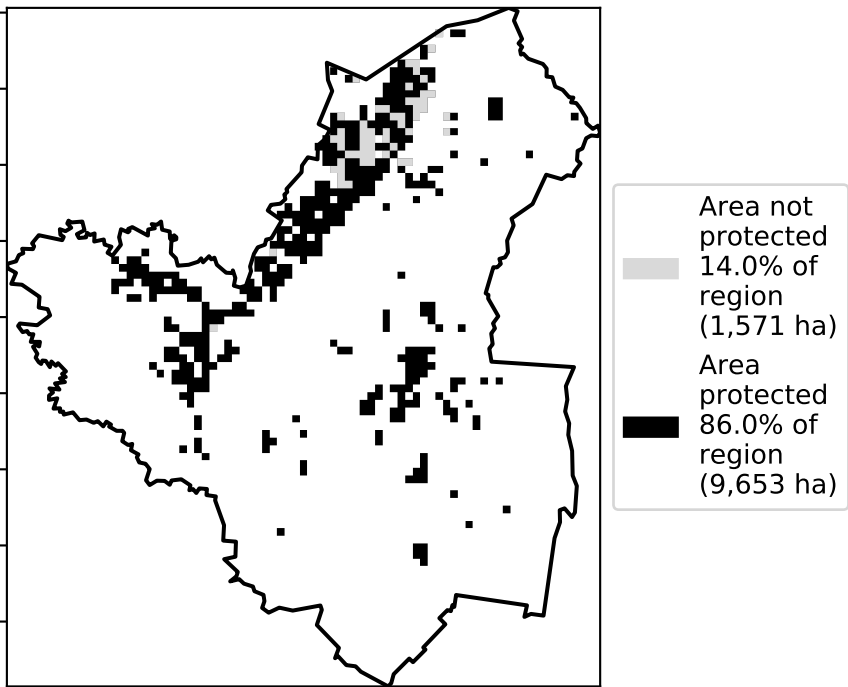 Area not
protected
14.0% of
region
(1,571 ha)
Area
protected
86.0% of
region
(9,653 ha)